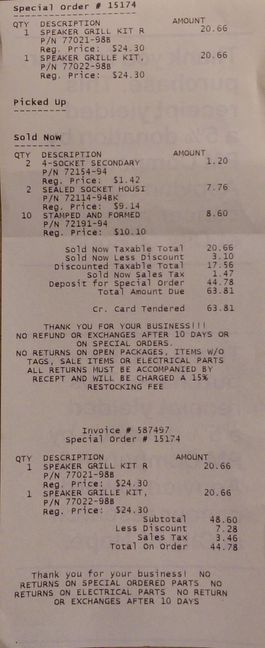 Special Order # 15174
QTY DESCRIPTION AMOUNT
1 SPEAKER GRILL KIT R 20.66
P/N 77021-98B
Reg. Price: $24.30
1 SPEAKER GRILLE KIT, 20.66
P/N 77022-98B
Reg. Price: $24.30
Picked Up
Sold Now
QTY DESCRIPTION AMOUNT
2 4-SOCKET SECONDARY 1.20
P/N 72154-94
Reg. Price: $1.42
2 SEALED SOCKET HOUSI 7.76
P/N 72114-94BK
Reg. Price: $9.14
10 STAMPED AND FORMED 8.60
P/N 72191-94
Reg. Price: $10.10
Sold Now Taxable Total 20.66
Sold Now Less Discount 3.10
Discounted Taxable Total 17.56
Sold Now Sales Tax 1.47
Deposit for Special Order 44.78
Total Amount Due 63.81
Cr. Card Tendered 63.81
THANK YOU FOR YOUR BUSINESS!!!
NO REFUND OR EXCHANGES AFTER 10 DAYS OR
ON SPECIAL ORDERS.
NO RETURNS ON OPEN PACKAGES, ITEMS W/O
TAGS, SALE ITEMS OR ELECTRICAL PARTS
ALL RETURNS MUST BE ACCOMPANIED BY
RECEPT AND WILL BE CHARGED A 15%
RESTOCKING FEE
Invoice # 587497
Special Order # 15174
QTY DESCRIPTION AMOUNT
1 SPEAKER GRILL KIT R 20.66
P/N 77021-98B
Reg. Price: $24.30
1 SPEAKER GRILLE KIT, 20.66
P/N 77022-98B
Reg. Price: $24.30
Subtotal 48.60
Less Discount 7.28
Sales Tax 3.46
Total On Order 44.78
Thank you for your business! NO
RETURNS ON SPECIAL ORDERED PARTS NO
RETURNS ON ELECTRICAL PARTS NO RETURN
OR EXCHANGES AFTER 10 DAYS